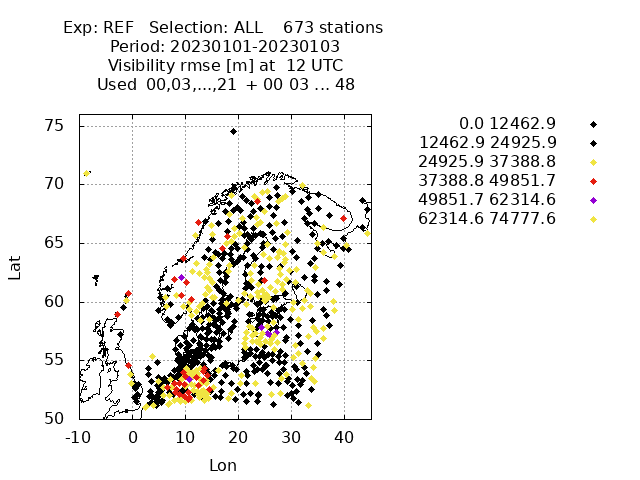 Exp: REF   Selection: ALL    673 stations
Period: 20230101-20230103
Visibility rmse [m] at  12 UTC
Used  00,03,...,21  + 00 03 ... 48
0.0 12462.9
12462.9 24925.9
24925.9 37388.8
37388.8 49851.7
49851.7 62314.6
62314.6 74777.6
75
70
65
60
55
50
Lat
-10 0 10 20 30 40
Lon